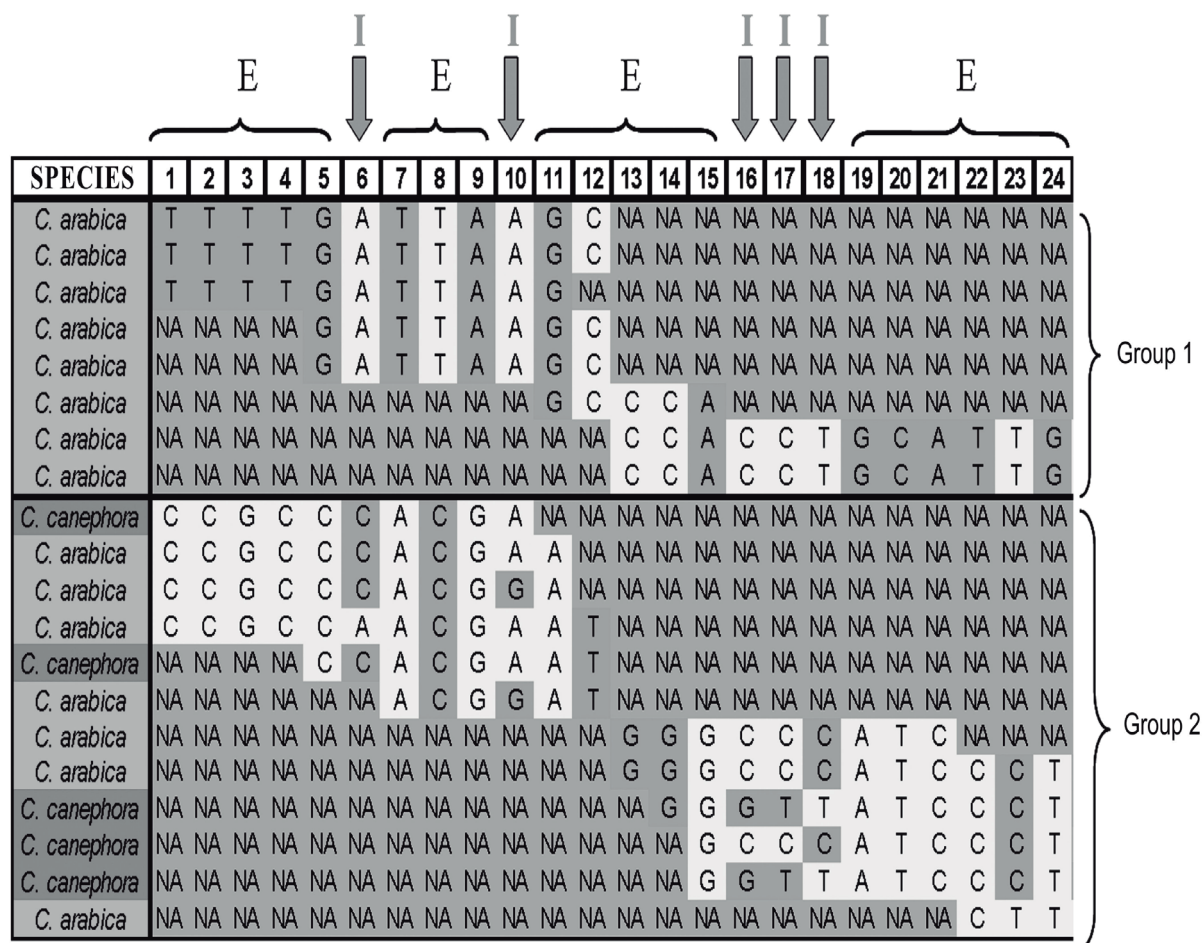 I I I I I
E E E E
SPECIES 1 2 3 4 5 6 7 8 9 10 11 12 13 14 15 16 17 18 19 20 21 22 23 24
C. arabica T T T T G A T T A A G C NA NA NA NA NA NA NA NA NA NA NA NA
C. arabica T T T T G A T T A A G C NA NA NA NA NA NA NA NA NA NA NA NA
C. arabica T T T T G A T T A A G NA NA NA NA NA NA NA NA NA NA NA NA NA
C. arabica NA NA NA NA G A T T A A G C NA NA NA NA NA NA NA NA NA NA NA NA
C. arabica NA NA NA NA G A T T A A G C NA NA NA NA NA NA NA NA NA NA NA NA
Group 1
C. arabica NA NA NA NA NA NA NA NA NA NA G C C C A NA NA NA NA NA NA NA NA NA
C. arabica NA NA NA NA NA NA NA NA NA NA NA NA C C A C C T G C A T T G
C. arabica NA NA NA NA NA NA NA NA NA NA NA NA C C A C C T G C A T T G
C. canephora C C G C C C A C G A NA NA NA NA NA NA NA NA NA NA NA NA NA NA
C. arabica C C G C C C A C G A A NA NA NA NA NA NA NA NA NA NA NA NA NA
C. arabica C C G C C C A C G G A NA NA NA NA NA NA NA NA NA NA NA NA NA
C. arabica C C G C C A A C G A A T NA NA NA NA NA NA NA NA NA NA NA NA
C. canephora NA NA NA NA C C A C G A A T NA NA NA NA NA NA NA NA NA NA NA NA
C. arabica NA NA NA NA NA NA A C G G A T NA NA NA NA NA NA NA NA NA NA NA NA
Group 2
C. arabica NA NA NA NA NA NA NA NA NA NA NA NA G G G C C C A T C NA NA NA
C. arabica NA NA NA NA NA NA NA NA NA NA NA NA G G G C C C A T C C C T
C. canephora NA NA NA NA NA NA NA NA NA NA NA NA NA G G G T T A T C C C T
C. canephora NA NA NA NA NA NA NA NA NA NA NA NA NA NA G C C C A T C C C T
C. canephora NA NA NA NA NA NA NA NA NA NA NA NA NA NA G G T T A T C C C T
C. arabica NA NA NA NA NA NA NA NA NA NA NA NA NA NA NA NA NA NA NA NA NA C T T